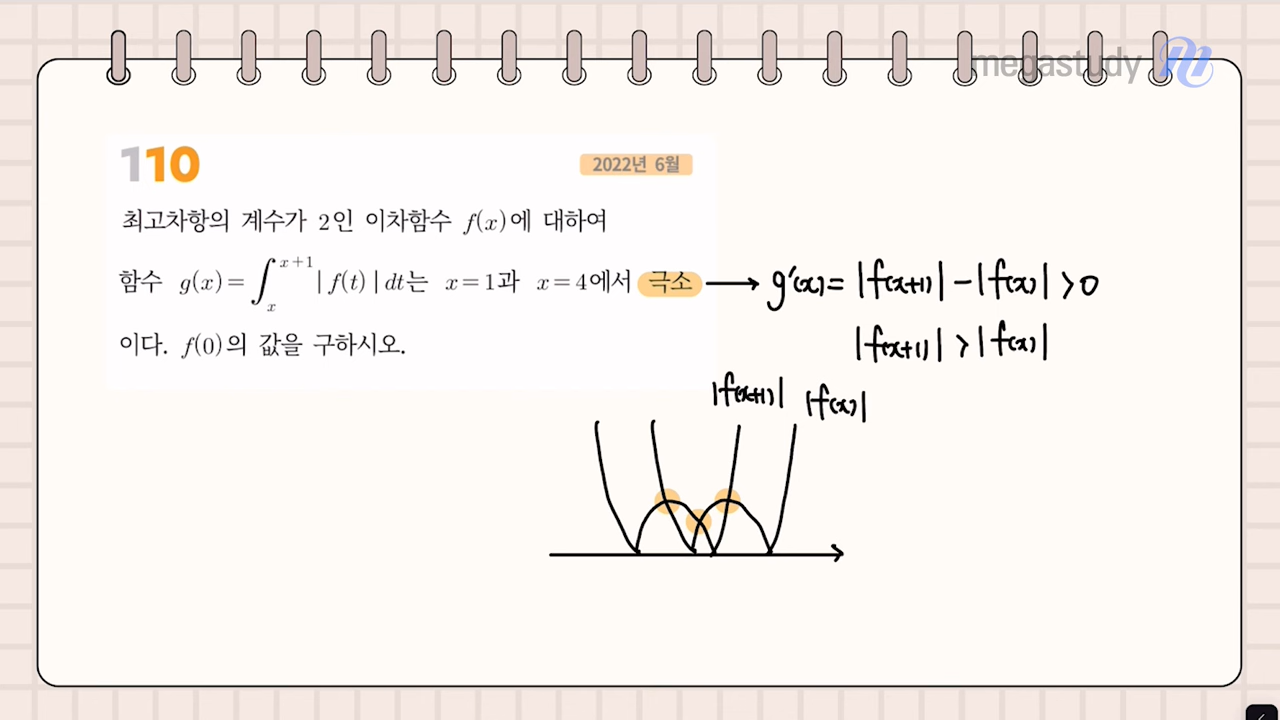 megastudy
110
2022년 6월
최고차항의 계수가 2인 이차함수 f(x)에 대하여
함수 g(x)=∫_x^{x+1} |f(t)|dt는 x=1과 x=4에서 극소
이다. f(0)의 값을 구하시오.
g'(x)=|f(x+1)|-|f(x)|>0
|f(x+1)|>|f(x)|
|f(x+1)| |f(x)|